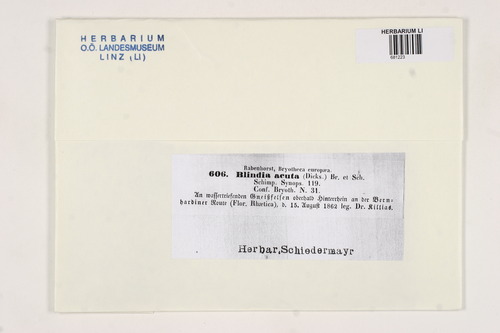 HERBARIUM
O.Ö. LANDESMUSEUM
LINZ (LI)
HERBARIUM LI
681223
Rabenhorst, Bryotheca europaea.
606. Blindia acuta (Dicks.) Br. et Sch.
Schimp. Synops. 119.
Conf. Bryoth. N. 31.
An wassertriefenden Gneißfelsen oberhalb Hinterrhein an der Bern-
hardiner Route (Flor. Rhaetica), d. 15. August 1862 leg. Dr. Killias.
Herbar,Schiedermayr